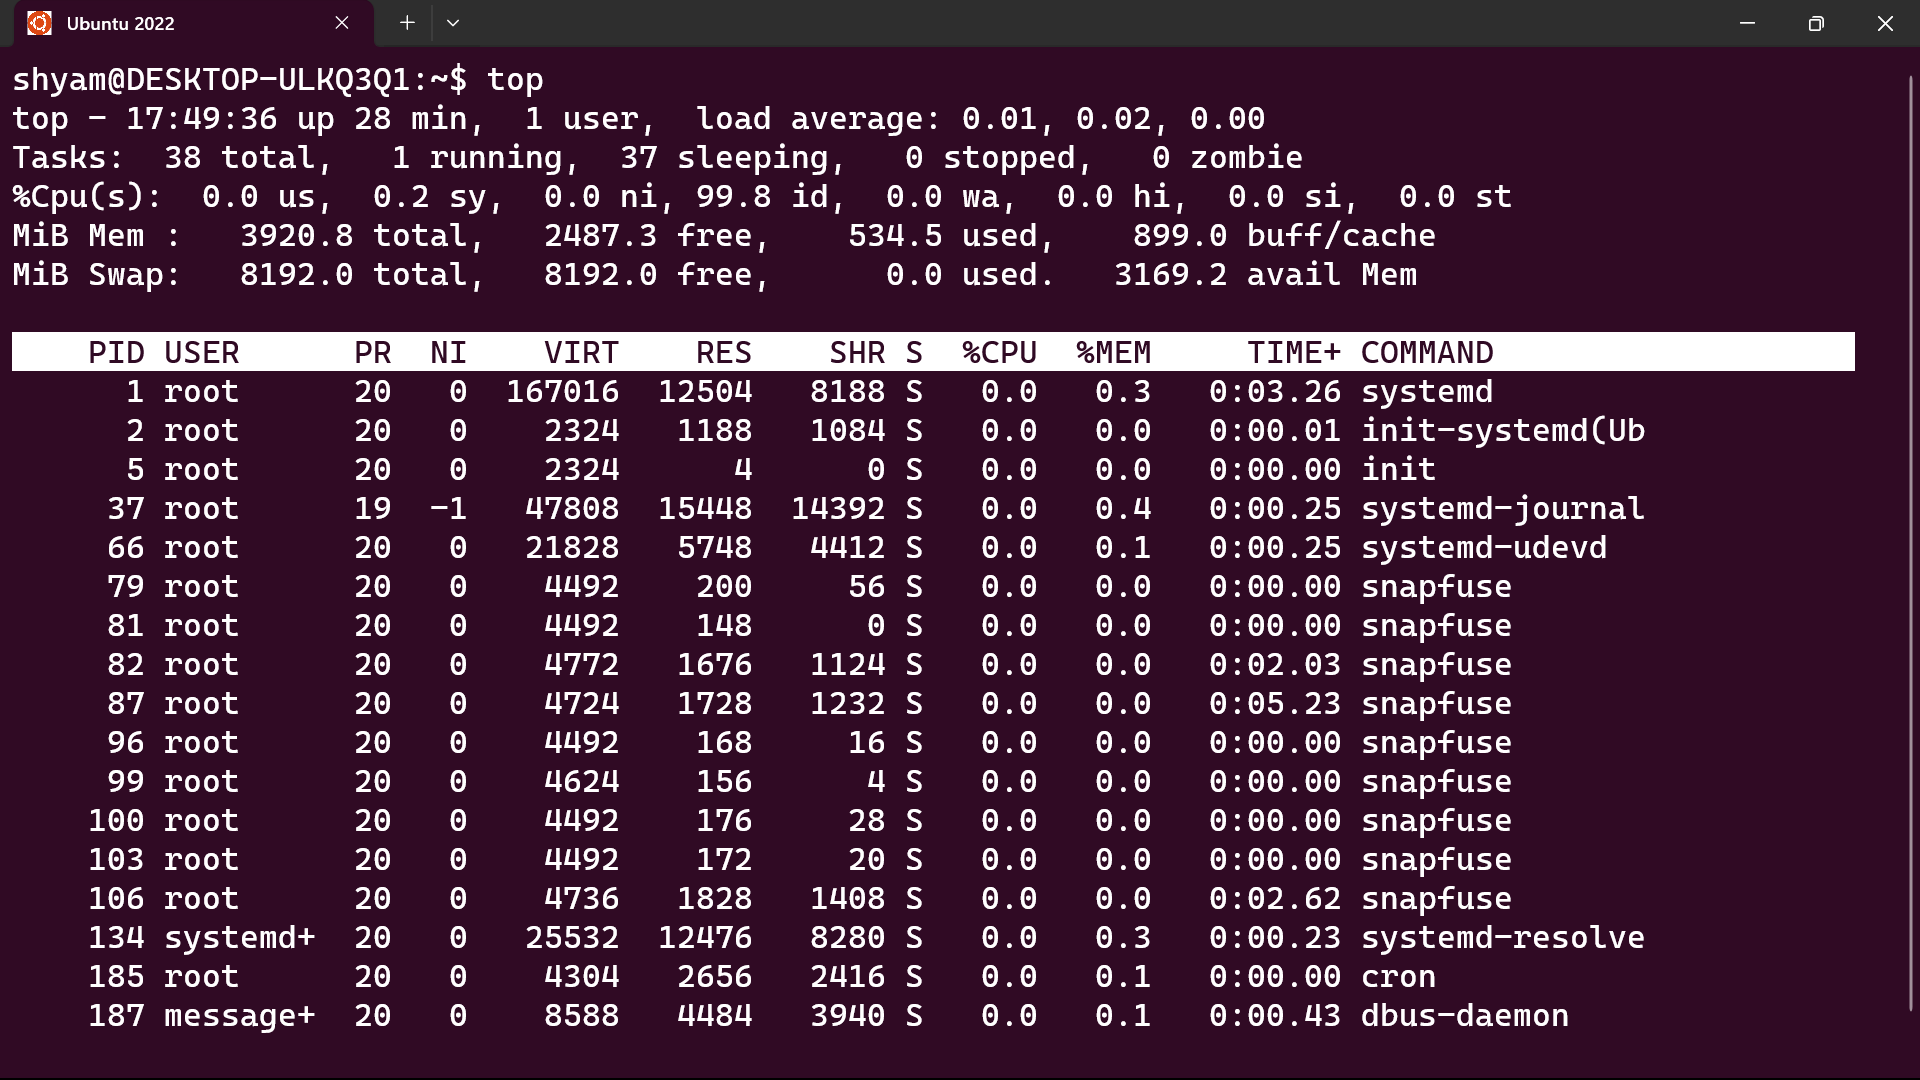 Ubuntu 2022
shyam@DESKTOP-ULKQ3Q1:~$ top
top - 17:49:36 up 28 min,  1 user,  load average: 0.01, 0.02, 0.00
Tasks:  38 total,   1 running,  37 sleeping,   0 stopped,   0 zombie
%Cpu(s):  0.0 us,  0.2 sy,  0.0 ni, 99.8 id,  0.0 wa,  0.0 hi,  0.0 si,  0.0 st
MiB Mem :   3920.8 total,   2487.3 free,    534.5 used,    899.0 buff/cache
MiB Swap:   8192.0 total,   8192.0 free,      0.0 used.   3169.2 avail Mem
    PID USER      PR  NI    VIRT    RES    SHR S  %CPU  %MEM     TIME+ COMMAND
      1 root      20   0  167016  12504   8188 S   0.0   0.3   0:03.26 systemd
      2 root      20   0    2324   1188   1084 S   0.0   0.0   0:00.01 init-systemd(Ub
      5 root      20   0    2324      4      0 S   0.0   0.0   0:00.00 init
     37 root      19  -1   47808  15448  14392 S   0.0   0.4   0:00.25 systemd-journal
     66 root      20   0   21828   5748   4412 S   0.0   0.1   0:00.25 systemd-udevd
     79 root      20   0    4492    200     56 S   0.0   0.0   0:00.00 snapfuse
     81 root      20   0    4492    148      0 S   0.0   0.0   0:00.00 snapfuse
     82 root      20   0    4772   1676   1124 S   0.0   0.0   0:02.03 snapfuse
     87 root      20   0    4724   1728   1232 S   0.0   0.0   0:05.23 snapfuse
     96 root      20   0    4492    168     16 S   0.0   0.0   0:00.00 snapfuse
     99 root      20   0    4624    156      4 S   0.0   0.0   0:00.00 snapfuse
    100 root      20   0    4492    176     28 S   0.0   0.0   0:00.00 snapfuse
    103 root      20   0    4492    172     20 S   0.0   0.0   0:00.00 snapfuse
    106 root      20   0    4736   1828   1408 S   0.0   0.0   0:02.62 snapfuse
    134 systemd+  20   0   25532  12476   8280 S   0.0   0.3   0:00.23 systemd-resolve
    185 root      20   0    4304   2656   2416 S   0.0   0.1   0:00.00 cron
    187 message+  20   0    8588   4484   3940 S   0.0   0.1   0:00.43 dbus-daemon